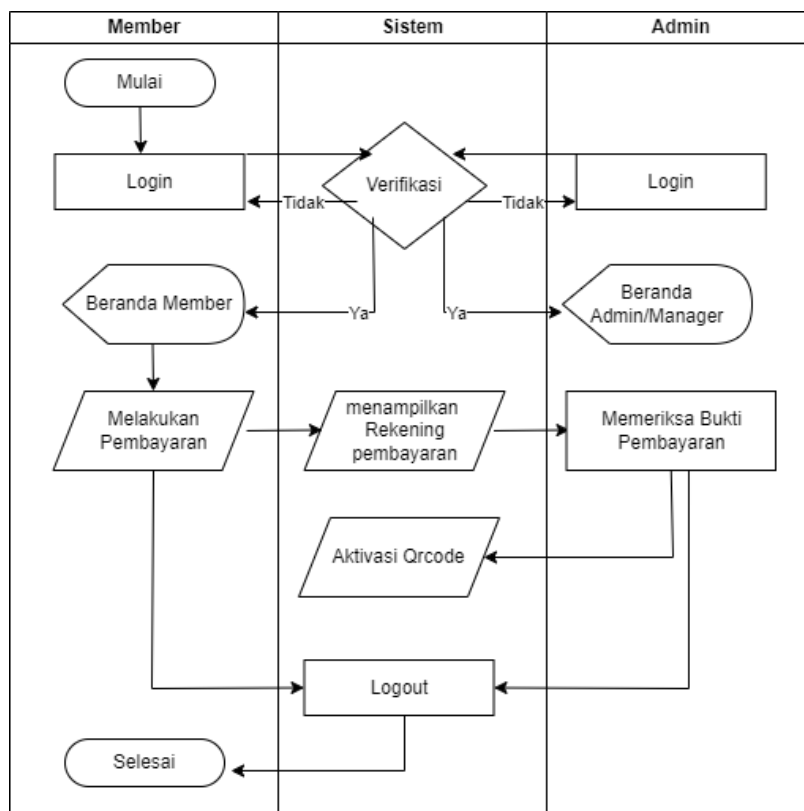 Member
Sistem
Admin
Mulai
Login
Verifikasi
Login
Tidak
Tidak
Beranda Member
Ya
Ya
Beranda
Admin/Manager
Melakukan
Pembayaran
menampilkan
Rekening
pembayaran
Memeriksa Bukti
Pembayaran
Aktivasi Qrcode
Logout
Selesai